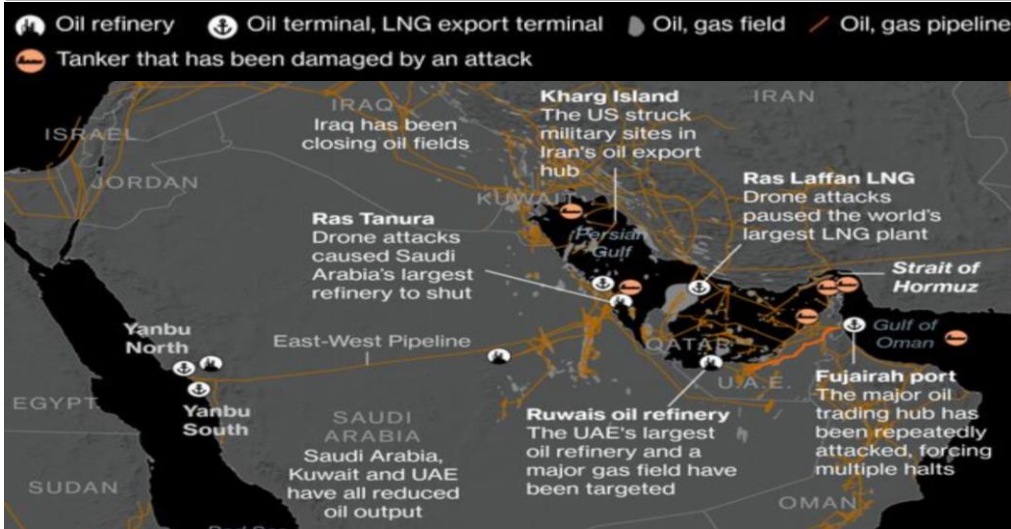 Oil refinery
Oil terminal, LNG export terminal
Oil, gas field
Oil, gas pipeline
Tanker that has been damaged by an attack
IRAQ
Iraq has been
closing oil fields
Kharg Island
The US struck
military sites in
Iran's oil export
hub
IRAN
ISRAEL
JORDAN
KUWAIT
Ras Laffan LNG
Drone attacks
paused the world's
largest LNG plant
Ras Tanura
Drone attacks
caused Saudi
Arabia's largest
refinery to shut
Persian
Gulf
Strait of
Hormuz
Yanbu
North
East-West Pipeline
QATAR
Gulf of
Oman
U.A.E.
EGYPT
Yanbu
South
SAUDI
ARABIA
Saudi Arabia,
Kuwait and UAE
have all reduced
oil output
Ruwais oil refinery
The UAE's largest
oil refinery and a
major gas field have
been targeted
Fujairah port
The major oil
trading hub has
been repeatedly
attacked, forcing
multiple halts
SUDAN
OMAN
Red Sea